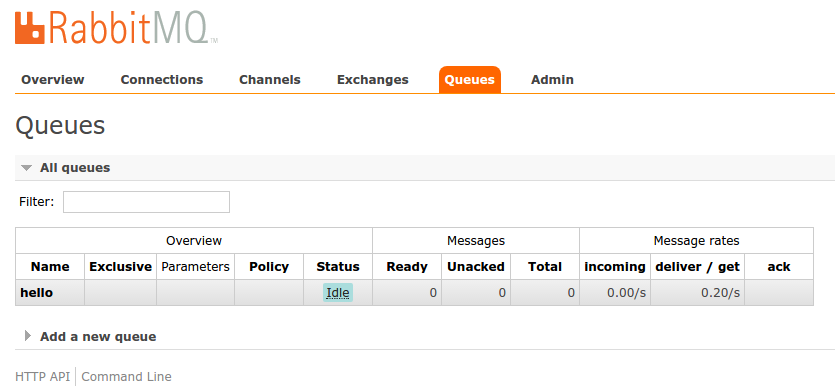 RabbitMQ™
Overview Connections Channels Exchanges Queues Admin
Queues
All queues
Filter:
Overview Messages Message rates
Name Exclusive Parameters Policy Status Ready Unacked Total incoming deliver / get ack
hello Idle 0 0 0 0.00/s 0.20/s
Add a new queue
HTTP API Command Line